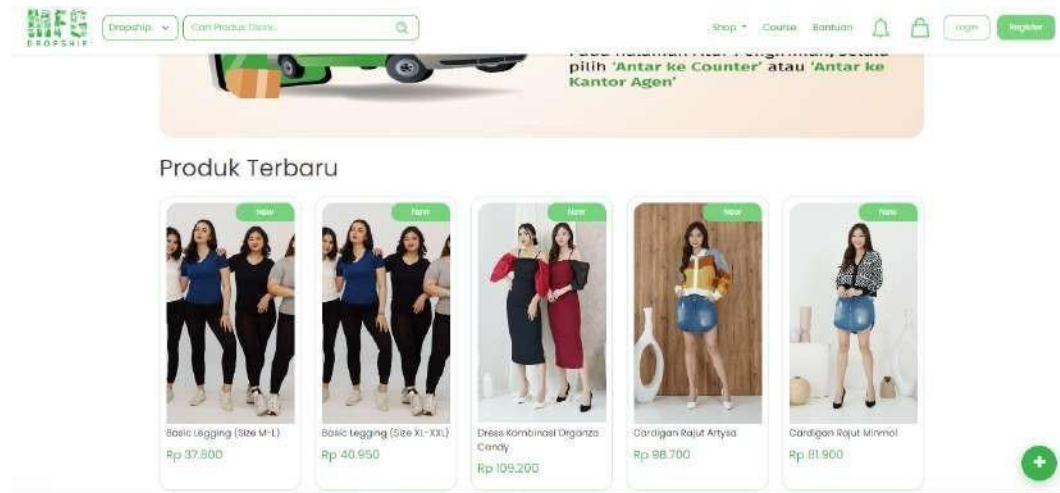 MFS
DROPSHIP
Dropship
Cari Produk Disini..
Shop
Course
Bantuan
Login
Register
pilih 'Antar ke Counter' atau 'Antar ke
Kantor Agen'
Produk Terbaru
New
New
New
New
New
Basic Legging (Size M-L)
Rp 37.800
Basic Legging (Size XL-XXL)
Rp 40.950
Dress Kombinasi Organza
Candy
Rp 109.200
Cardigan Rajut Artysa
Rp 98.700
Cardigan Rajut Minmol
Rp 81.900